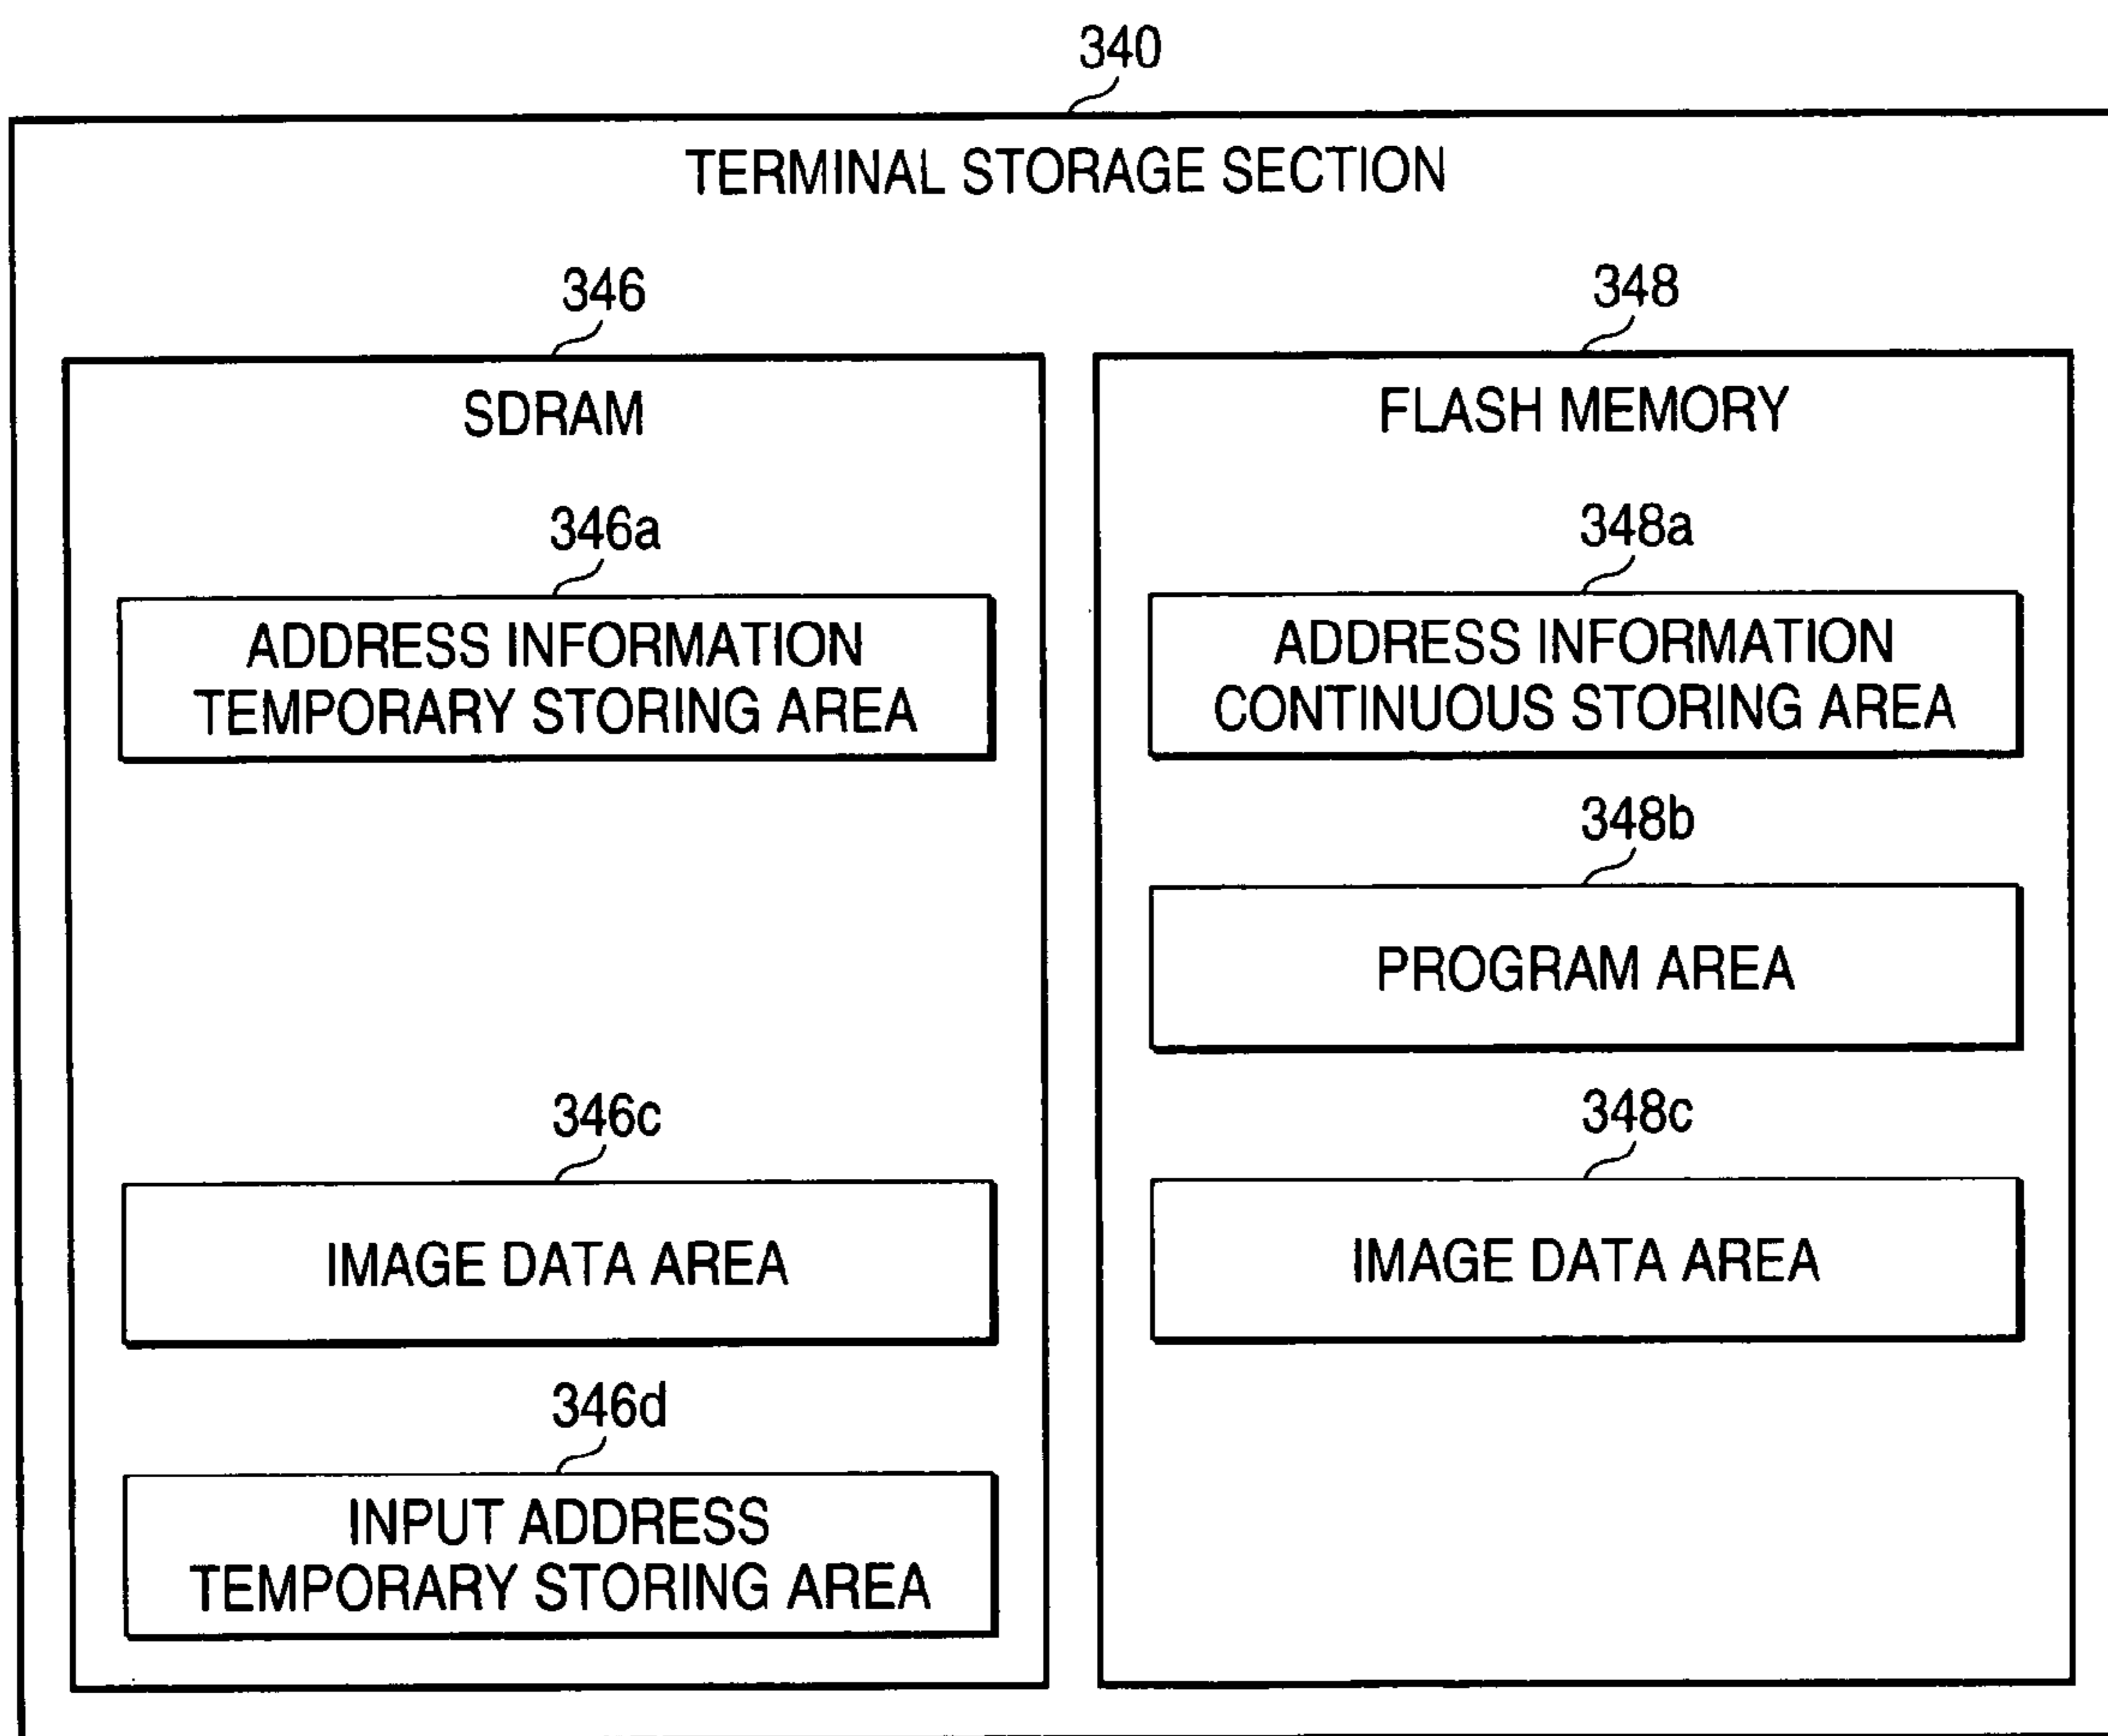 340
TERMINAL STORAGE SECTION
346
SDRAM
346a
ADDRESS INFORMATION
TEMPORARY STORING AREA
346c
IMAGE DATA AREA
346d
INPUT ADDRESS
TEMPORARY STORING AREA
348
FLASH MEMORY
348a
ADDRESS INFORMATION
CONTINUOUS STORING AREA
348b
PROGRAM AREA
348c
IMAGE DATA AREA